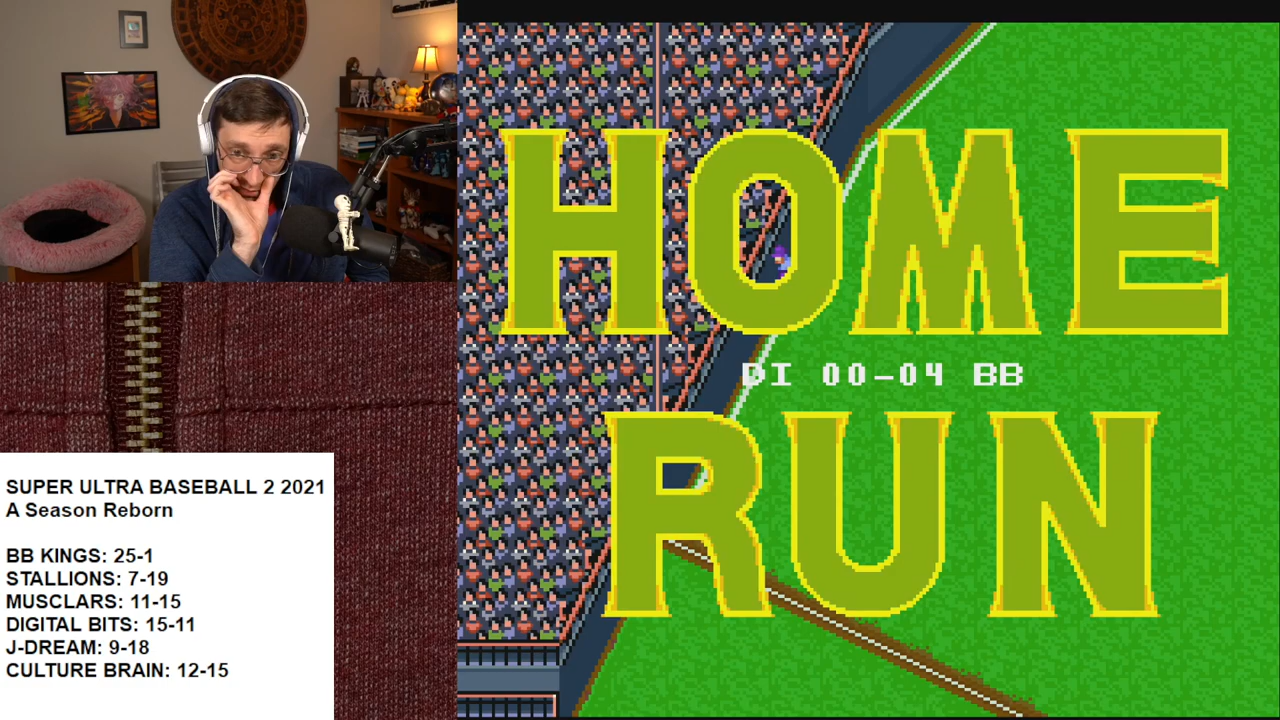 HOME
DI 00-04 BB
RUN
SUPER ULTRA BASEBALL 2 2021
A Season Reborn
BB KINGS: 25-1
STALLIONS: 7-19
MUSCLARS: 11-15
DIGITAL BITS: 15-11
J-DREAM: 9-18
CULTURE BRAIN: 12-15